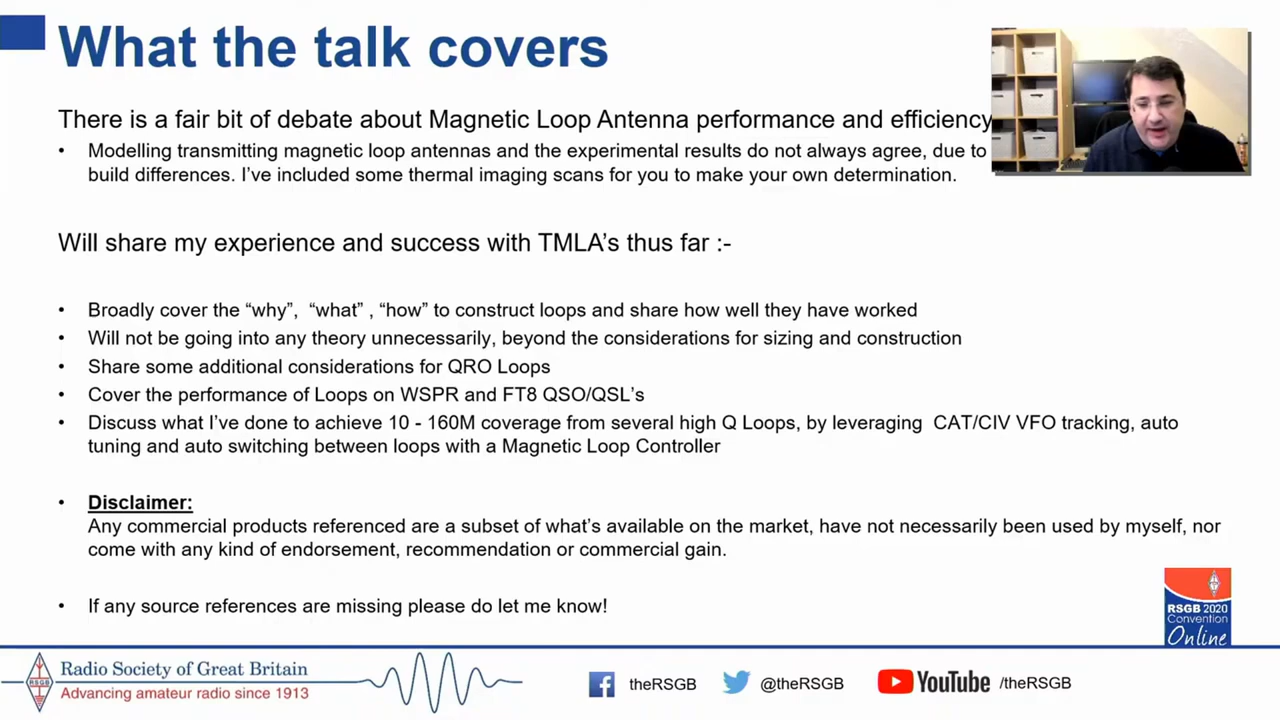 What the talk covers
There is a fair bit of debate about Magnetic Loop Antenna performance and efficiency
• Modelling transmitting magnetic loop antennas and the experimental results do not always agree, due to
build differences. I've included some thermal imaging scans for you to make your own determination.
Will share my experience and success with TMLA's thus far :-
• Broadly cover the “why”, “what” , “how” to construct loops and share how well they have worked
• Will not be going into any theory unnecessarily, beyond the considerations for sizing and construction
• Share some additional considerations for QRO Loops
• Cover the performance of Loops on WSPR and FT8 QSO/QSL's
• Discuss what I've done to achieve 10 - 160M coverage from several high Q Loops, by leveraging CAT/CIV VFO tracking, auto
tuning and auto switching between loops with a Magnetic Loop Controller
• Disclaimer:
Any commercial products referenced are a subset of what's available on the market, have not necessarily been used by myself, nor
come with any kind of endorsement, recommendation or commercial gain.
• If any source references are missing please do let me know!
RSGB 2020
Convention
Online
RSGB
Radio Society of Great Britain
Advancing amateur radio since 1913
theRSGB
@theRSGB
YouTube /theRSGB